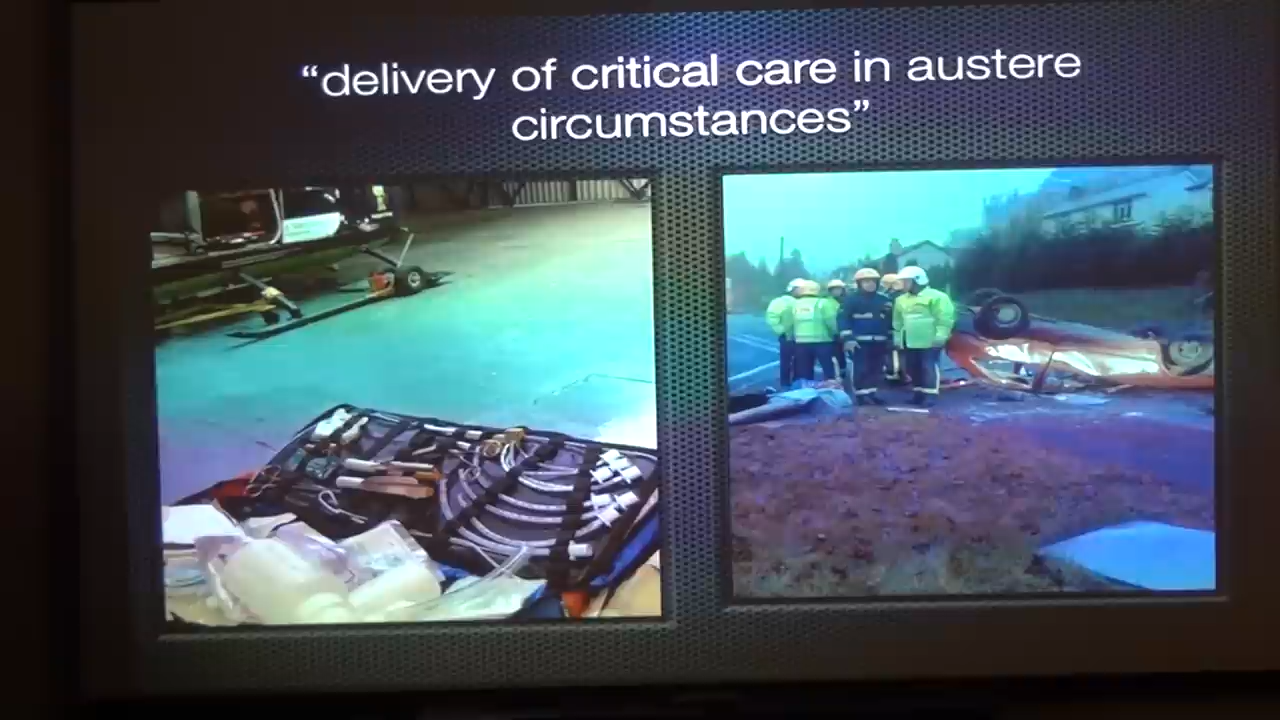 “delivery of critical care in austere
circumstances”